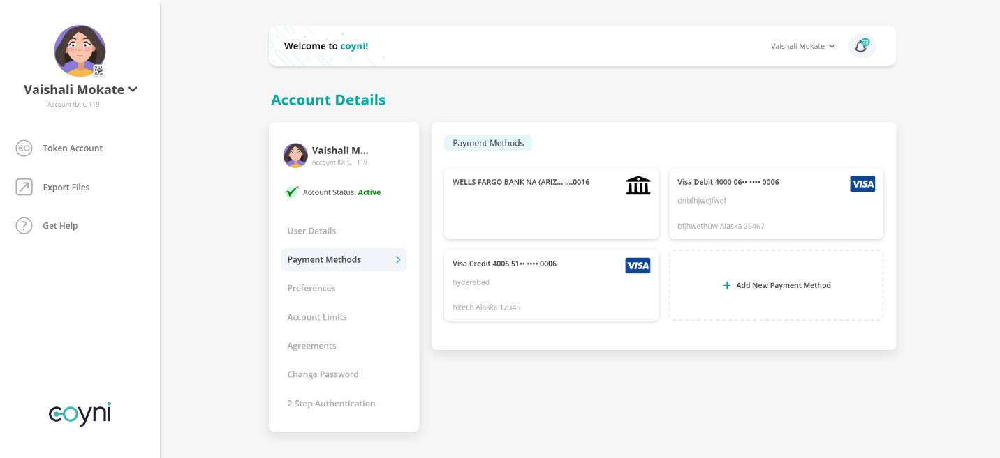 Vaishali Mokate
Account ID: C-119
Token Account
Export Files
Get Help
coyni
Welcome to coyni!
Vaishali Mokate
38
Account Details
Vaishali M...
Account ID: C - 119
Account Status: Active
User Details
Payment Methods
Preferences
Account Limits
Agreements
Change Password
2-Step Authentication
Payment Methods
WELLS FARGO BANK NA (ARIZ... ....0016
Visa Debit 4000 06•• •••• 0006
VISA
dnbfhjwejfwef
bfjhwethuw Alaska 26467
Visa Credit 4005 51•• •••• 0006
VISA
hyderabad
hitech Alaska 12345
+ Add New Payment Method